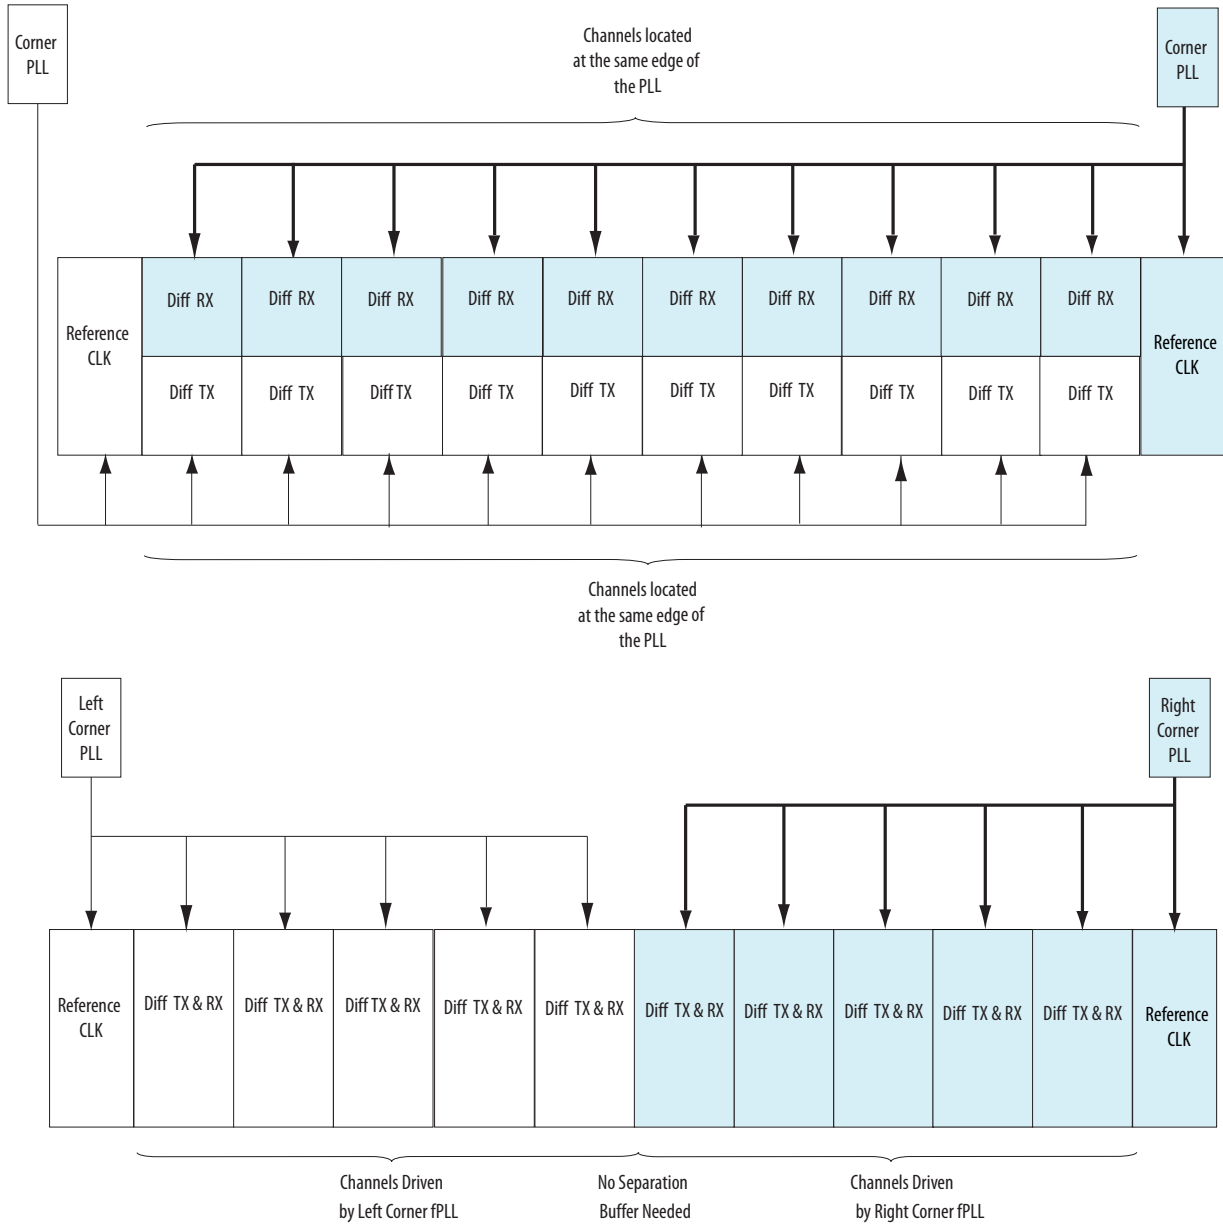 Corner
PLL
Channels located
at the same edge of
the PLL
Corner
PLL
Reference
CLK
Diff RX
Diff RX
Diff RX
Diff RX
Diff RX
Diff RX
Diff RX
Diff RX
Diff RX
Diff RX
Reference
CLK
Diff TX
Diff TX
Diff TX
Diff TX
Diff TX
Diff TX
Diff TX
Diff TX
Diff TX
Diff TX
Channels located
at the same edge of
the PLL
Left
Corner
PLL
Right
Corner
PLL
Reference
CLK
Diff TX & RX
Diff TX & RX
Diff TX & RX
Diff TX & RX
Diff TX & RX
Diff TX & RX
Diff TX & RX
Diff TX & RX
Diff TX & RX
Diff TX & RX
Reference
CLK
Channels Driven
by Left Corner fPLL
No Separation
Buffer Needed
Channels Driven
by Right Corner fPLL